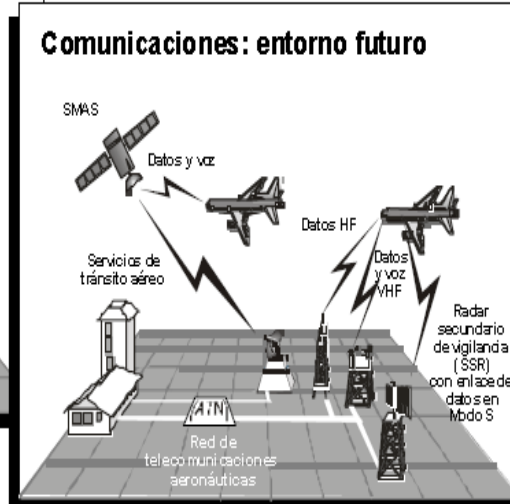 Comunicaciones: entorno futuro
SMAS
Datos y voz
Datos HF
Datos
y voz
VHF
Servicios de
tránsito aéreo
Radar
secundario
de vigilancia
(SSR)
con enlace de
datos en
Modo S
(ATN)
Red de
telecomunicaciones
aeronáuticas